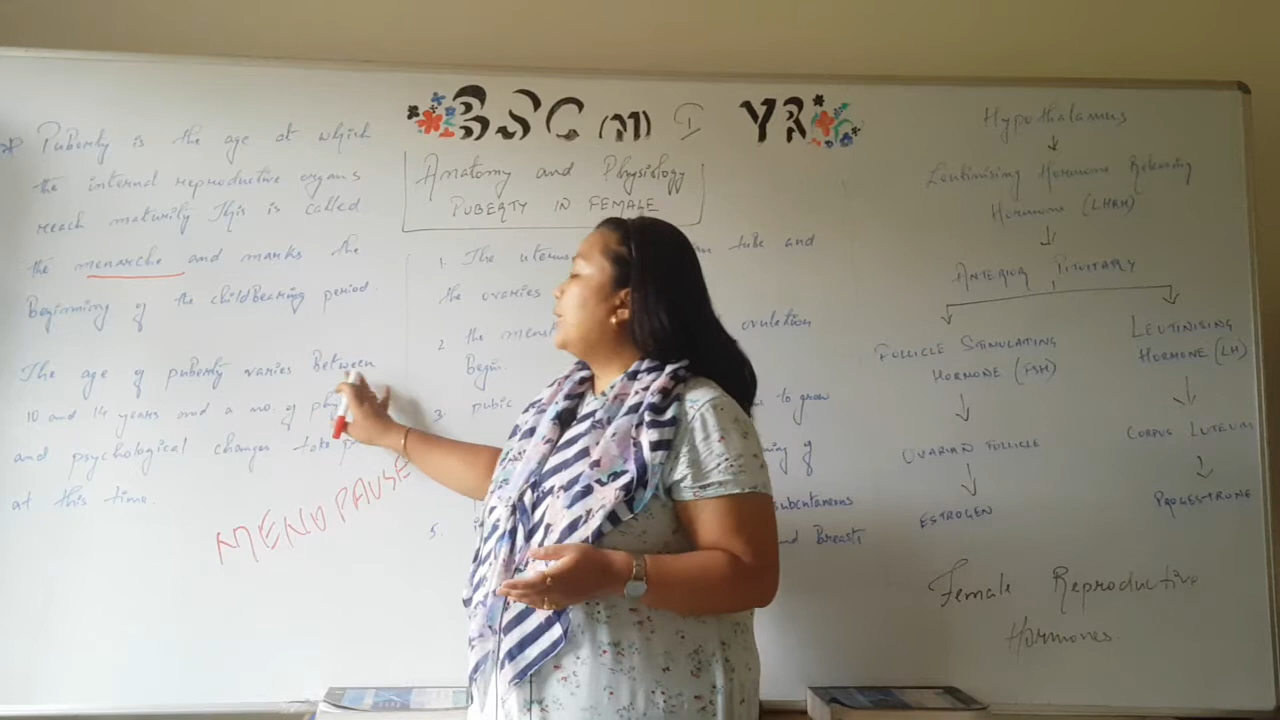 BSC (N) I YR
Anatomy and Physiology
PUBERTY IN FEMALE
* Puberty is the age at which
the internal reproductive organs
reach maturity This is called
the menarche and marks the
Beginning of the childBearing period.
The age of puberty varies Between
10 and 14 years and a no. of
and psychological changes take
at this time.
MENOPAUSE
1. The tube and
the ovaries
2 the ovulation
Begin.
3. pubic to grow
of
subcutaneous
5. and Breasts
Hypothalamus
Leutinising Hormone Releasing
Hormone (LHRH)
ANTERIOR PITUITARY
FOLLICLE STIMULATING
HORMONE (FSH)
OVARIAN FOLLICLE
ESTROGEN
LEUTINISING
HORMONE (LH)
CORPUS LUTEUM
PROGESTRONE
Female Reproductive
Hormones.